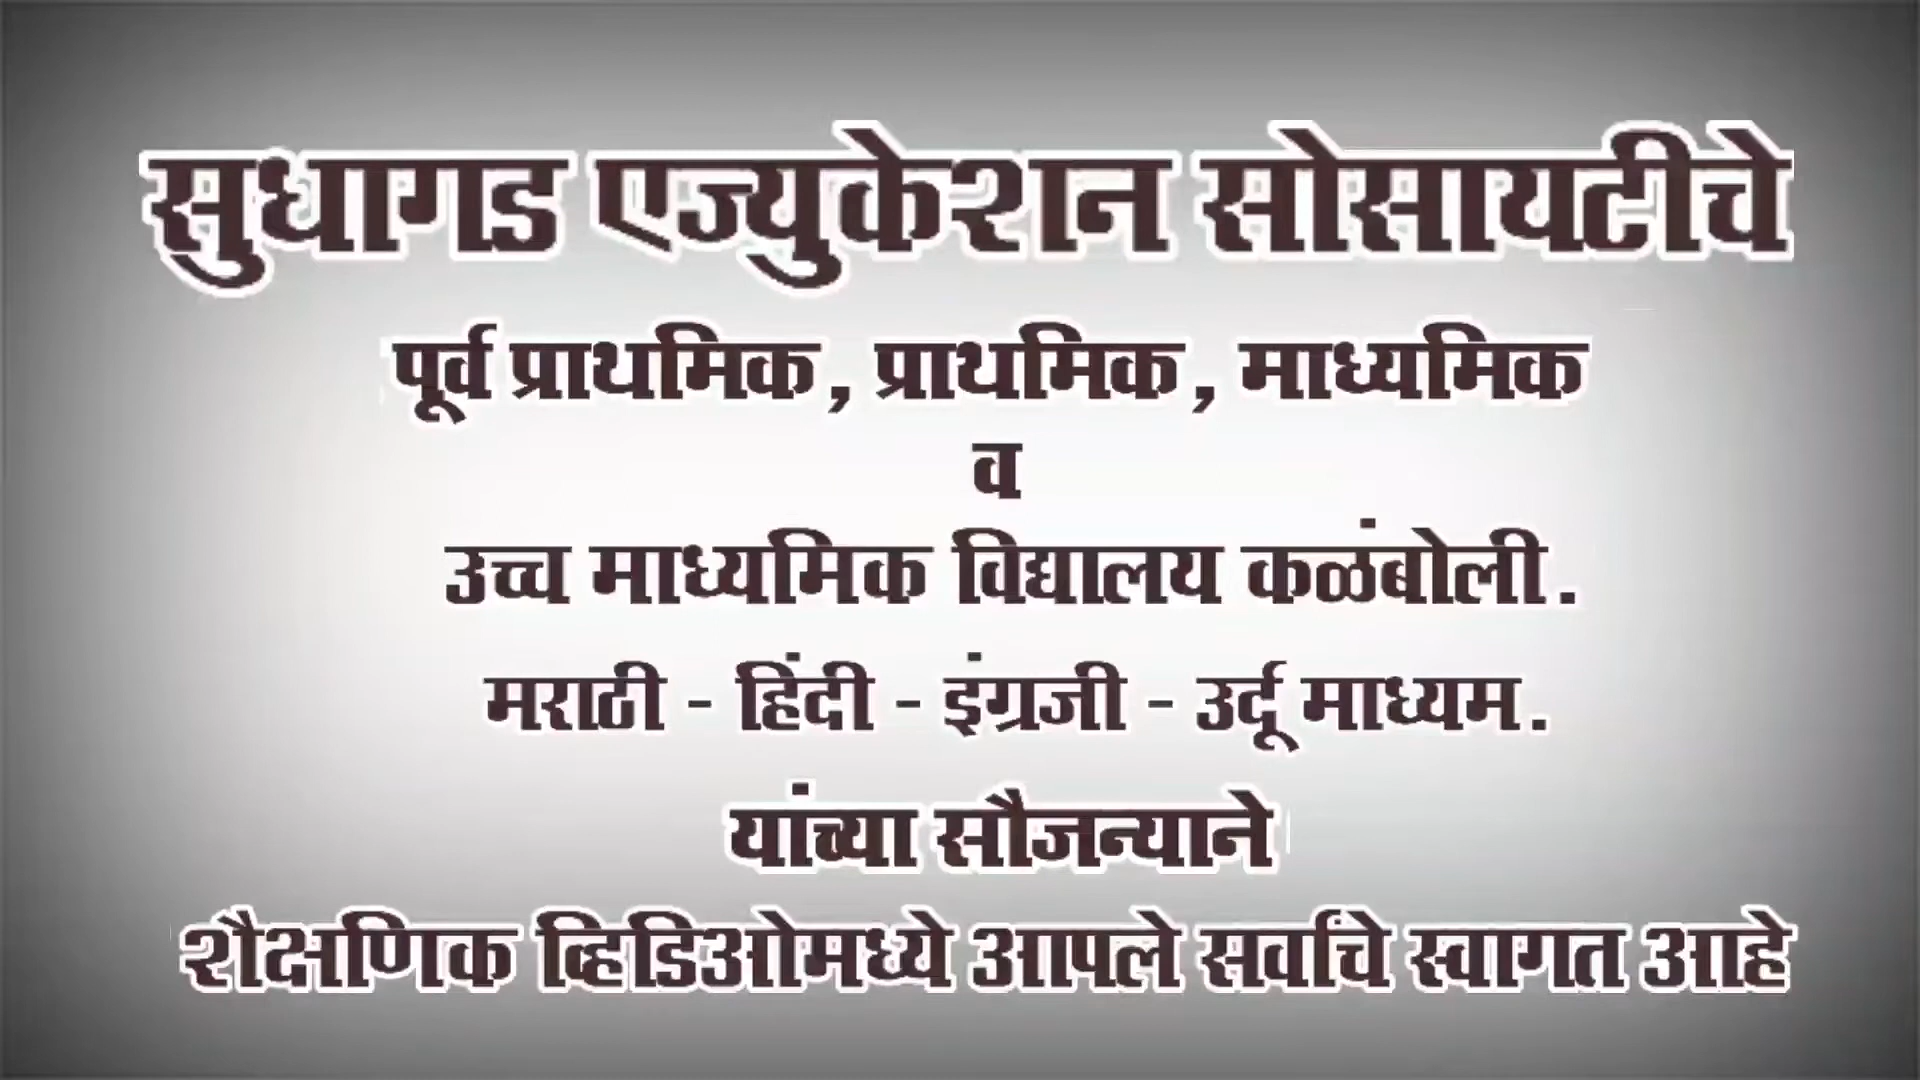 सुधागड एज्युकेशन सोसायटीचे
पूर्व प्राथमिक, प्राथमिक, माध्यमिक
व
उच्च माध्यमिक विद्यालय कळंबोली.
मराठी - हिंदी - इंग्रजी - उर्दू माध्यम.
यांच्या सौजन्याने
शैक्षणिक व्हिडिओमध्ये आपले सर्वांचे स्वागत आहे